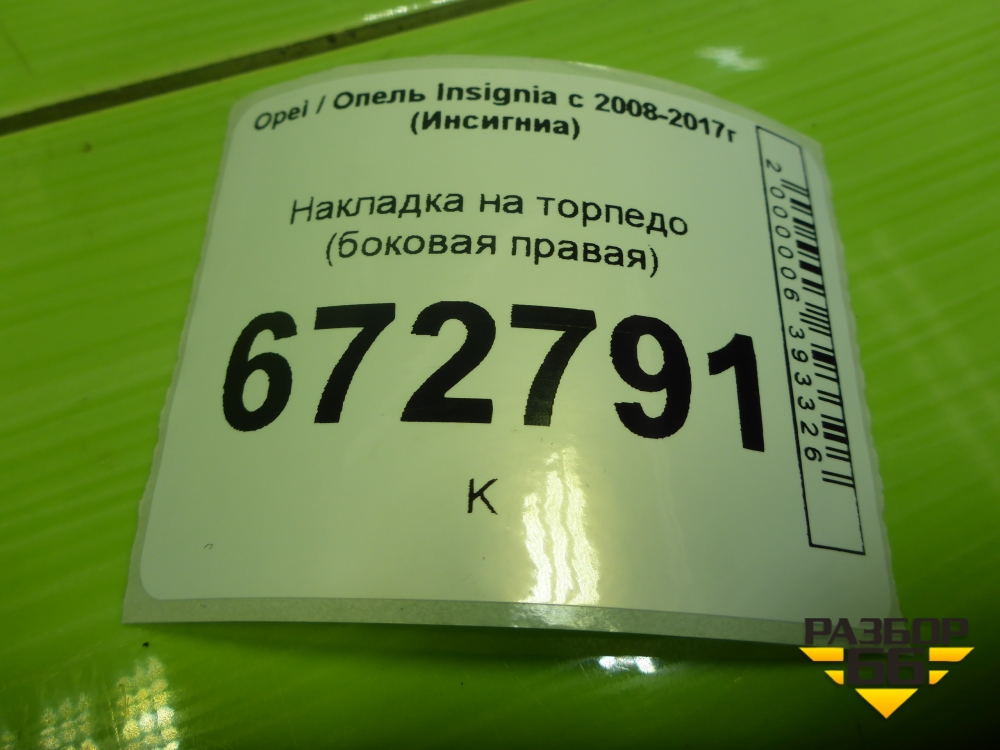 Opel / Опель Insignia с 2008-2017г
(Инсигниа)
Накладка на торпедо
(боковая правая)
672791
К
2000006393326
РАЗБОР
66